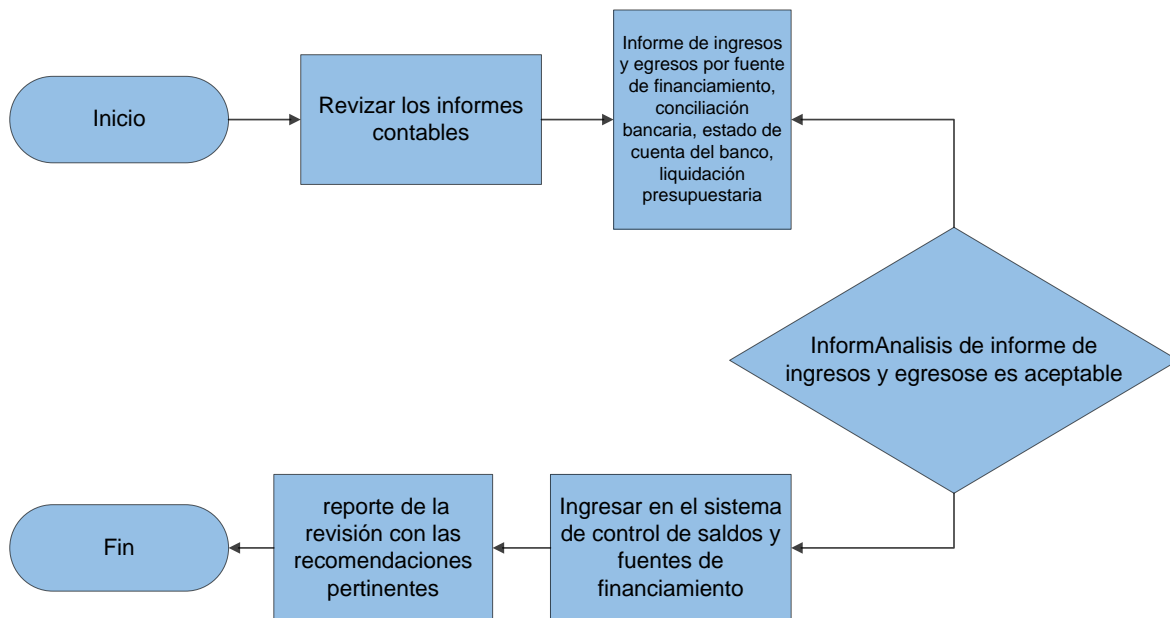 Inicio
Revizar los informes
contables
Informe de ingresos
y egresos por fuente
de financiamiento,
conciliación
bancaria, estado de
cuenta del banco,
liquidación
presupuestaria
InformAnalisis de informe de
ingresos y egresose es aceptable
Ingresar en el sistema
de control de saldos y
fuentes de
financiamiento
reporte de la
revisión con las
recomendaciones
pertinentes
Fin